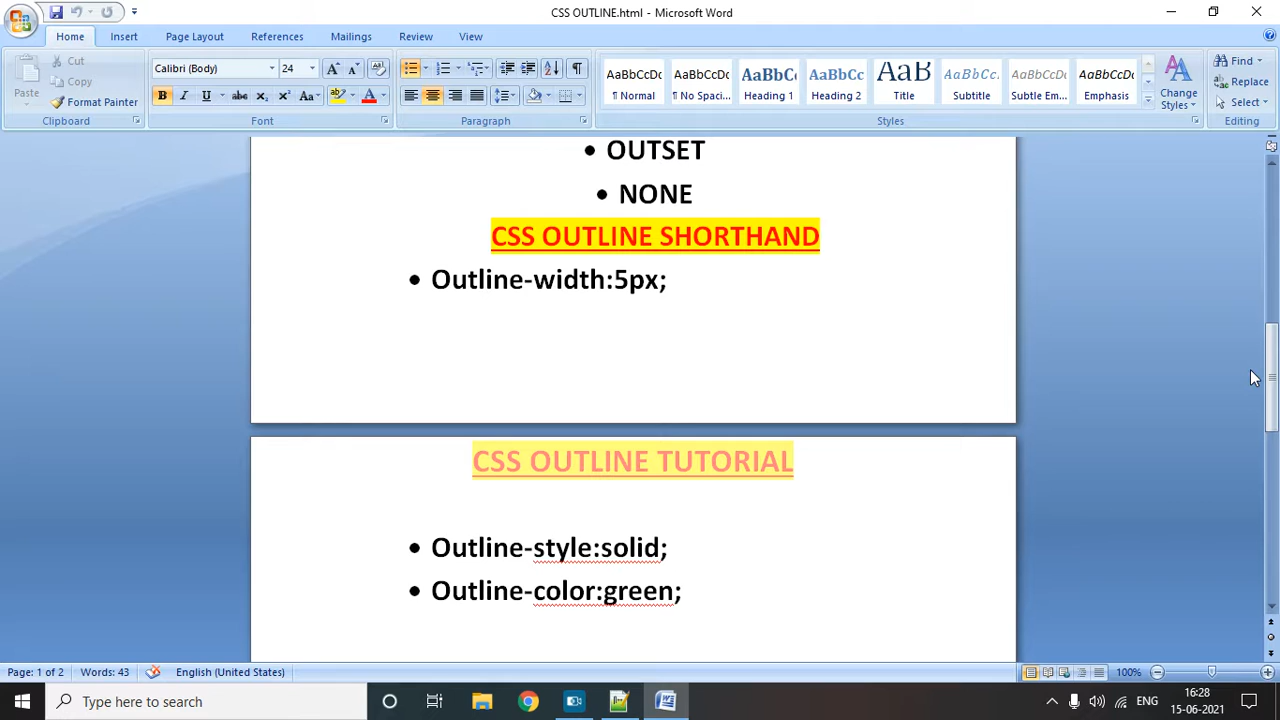 CSS OUTLINE.html - Microsoft Word
Home Insert Page Layout References Mailings Review View
Paste
Cut
Copy
Format Painter
Clipboard
Calibri (Body) 24
B I U abc X₂ X² Aa A
Font
Paragraph
AaBbCcDc AaBbCcDc AaBbCc AaBbCc AaB AaBbCc. AaBbCcDc AaBbCcDc
¶ Normal ¶ No Spaci... Heading 1 Heading 2 Title Subtitle Subtle Em... Emphasis
Change Styles
Styles
Find
Replace
Select
Editing
• OUTSET
• NONE
CSS OUTLINE SHORTHAND
• Outline-width:5px;
CSS OUTLINE TUTORIAL
• Outline-style:solid;
• Outline-color:green;
Page: 1 of 2 Words: 43 English (United States) 100%
Type here to search
ENG
16:28
15-06-2021